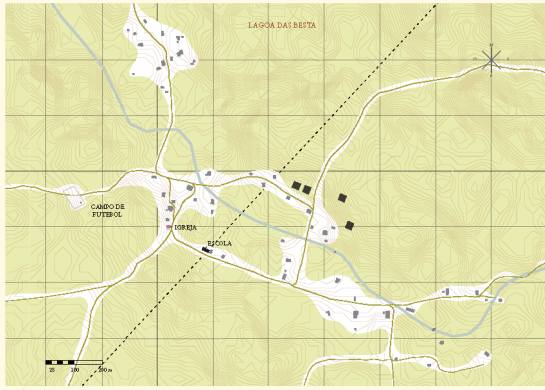 LAGOA DAS BESTA
CAMPO DE
FUTEBOL
IGREJA
ESCOLA
25 100 200 m